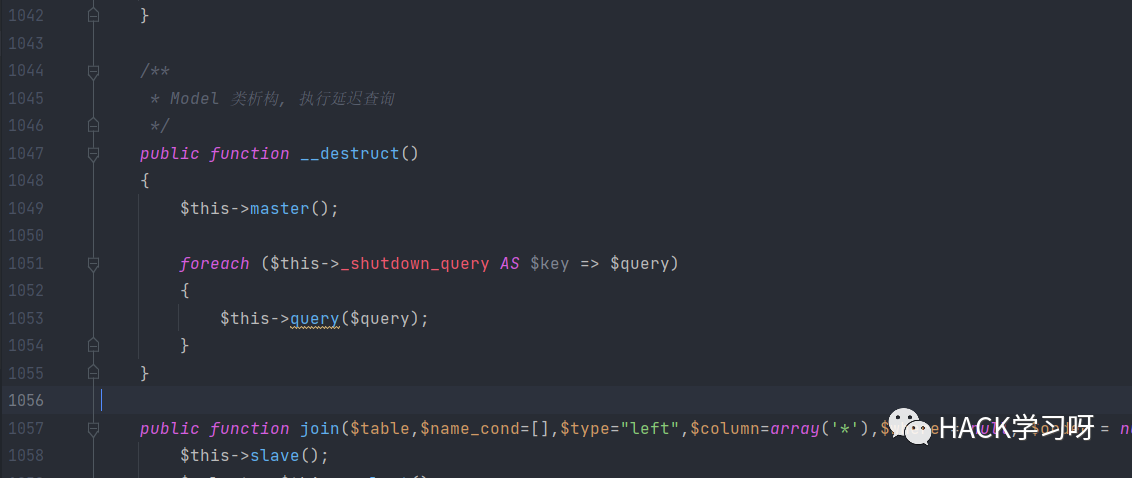 1042 }
1043
1044 /**
1045 * Model 类析构, 执行延迟查询
1046 */
1047 public function __destruct()
1048 {
1049 $this->master();
1050
1051 foreach ($this->_shutdown_query AS $key => $query)
1052 {
1053 $this->query($query);
1054 }
1055 }
1056
1057 public function join($table,$name_cond=[],$type="left",$column=array('*'),$
1058 $this->slave();
HACK学习呀